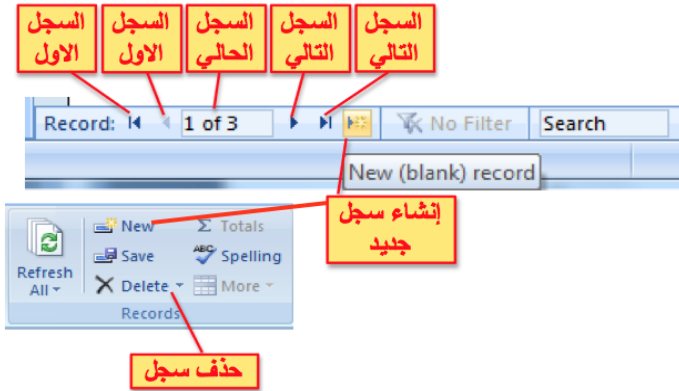 السجل الاول
السجل الاول
السجل الحالي
السجل التالي
السجل التالي
Record: 1 of 3 No Filter Search
New (blank) record
إنشاء سجل
جديد
New Σ Totals
Refresh All
Save ABC Spelling
Delete More
Records
حذف سجل